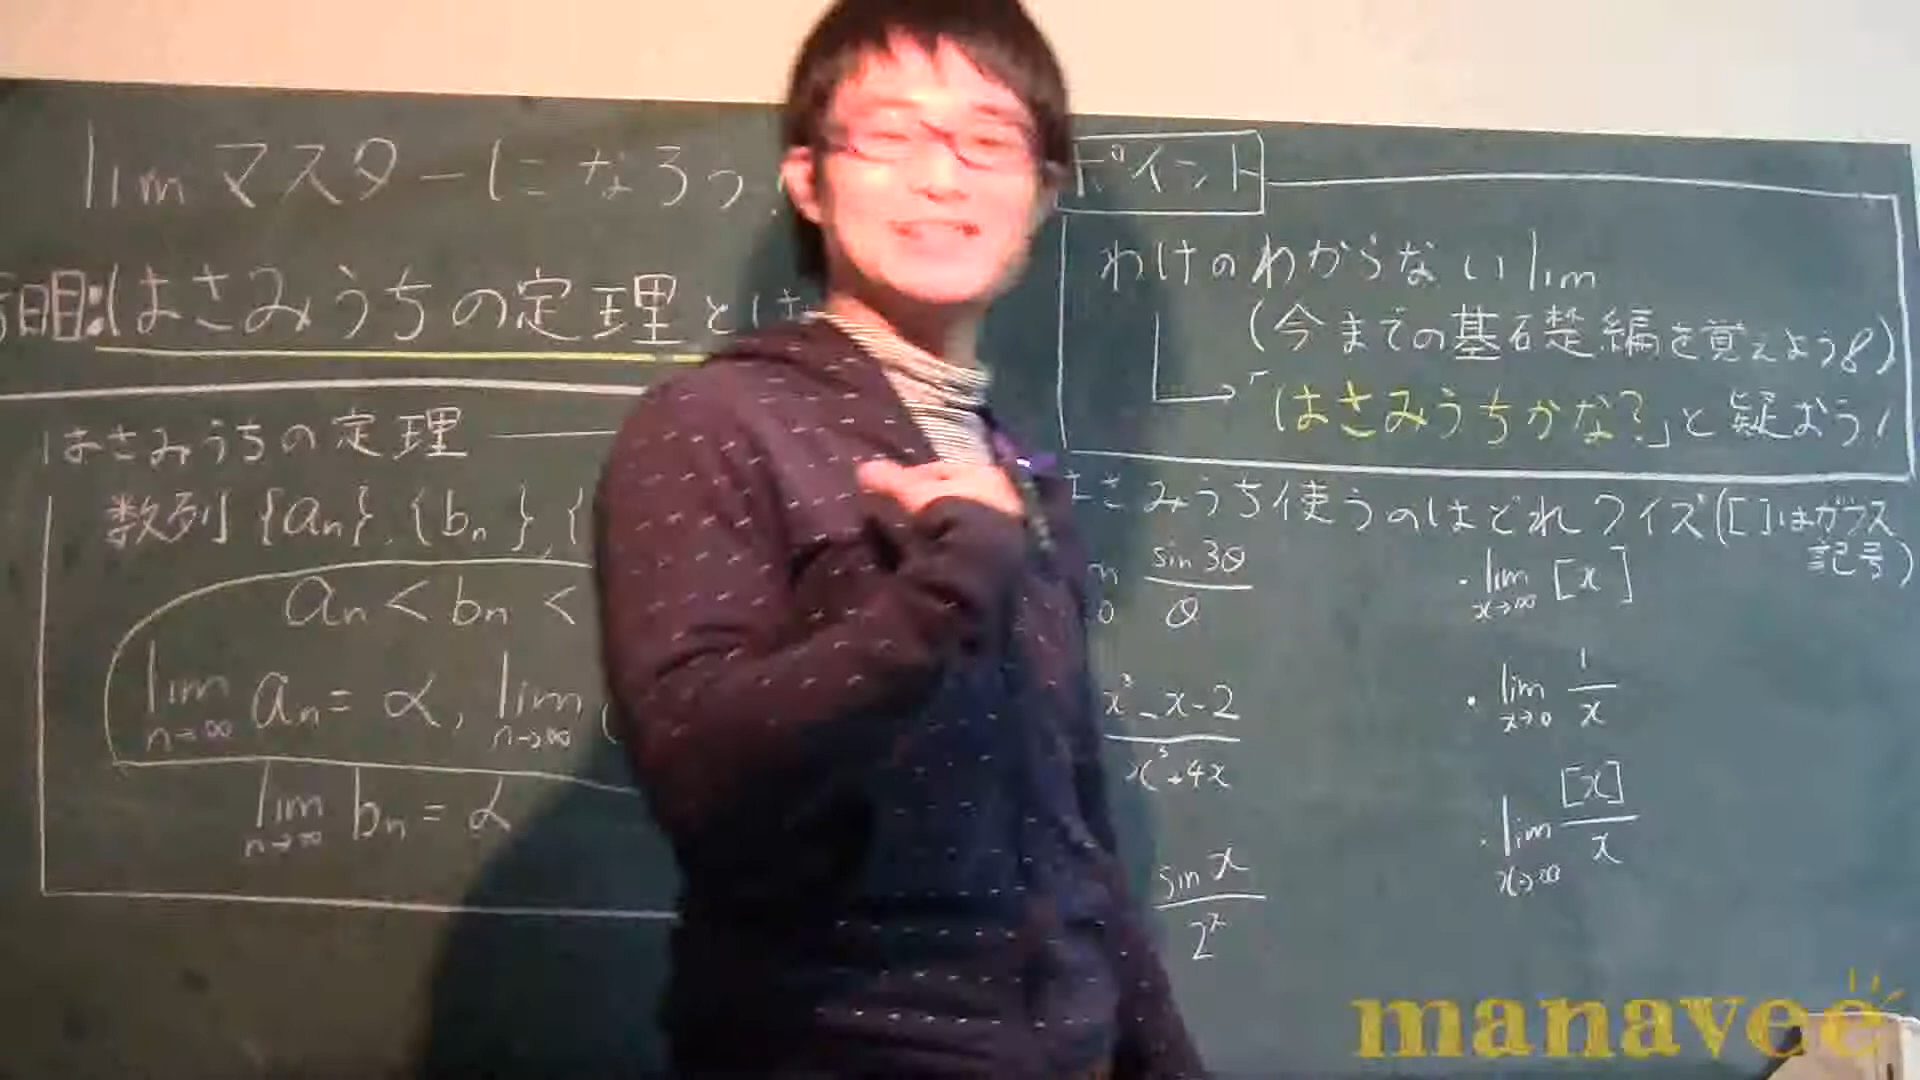 limマスターになろう
目:はさみうちの定理とは
はさみうちの定理
数列{an},{bn},{
an<bn<
lim n→∞ an=α, lim n→∞
lim n→∞ bn=α
ポイント
わけのわからないlim
(今までの基礎編を覚えよう!)
「はさみうちかな?」と疑おう!
はさみうち使うのはどれクイズ([]はガウス記号)
sin3θ/θ
・lim x→∞ [x]
x²-x-2/x³+4x
・lim x→0 1/x
sin x/2ˣ
・lim x→∞ [x]/x
manavee